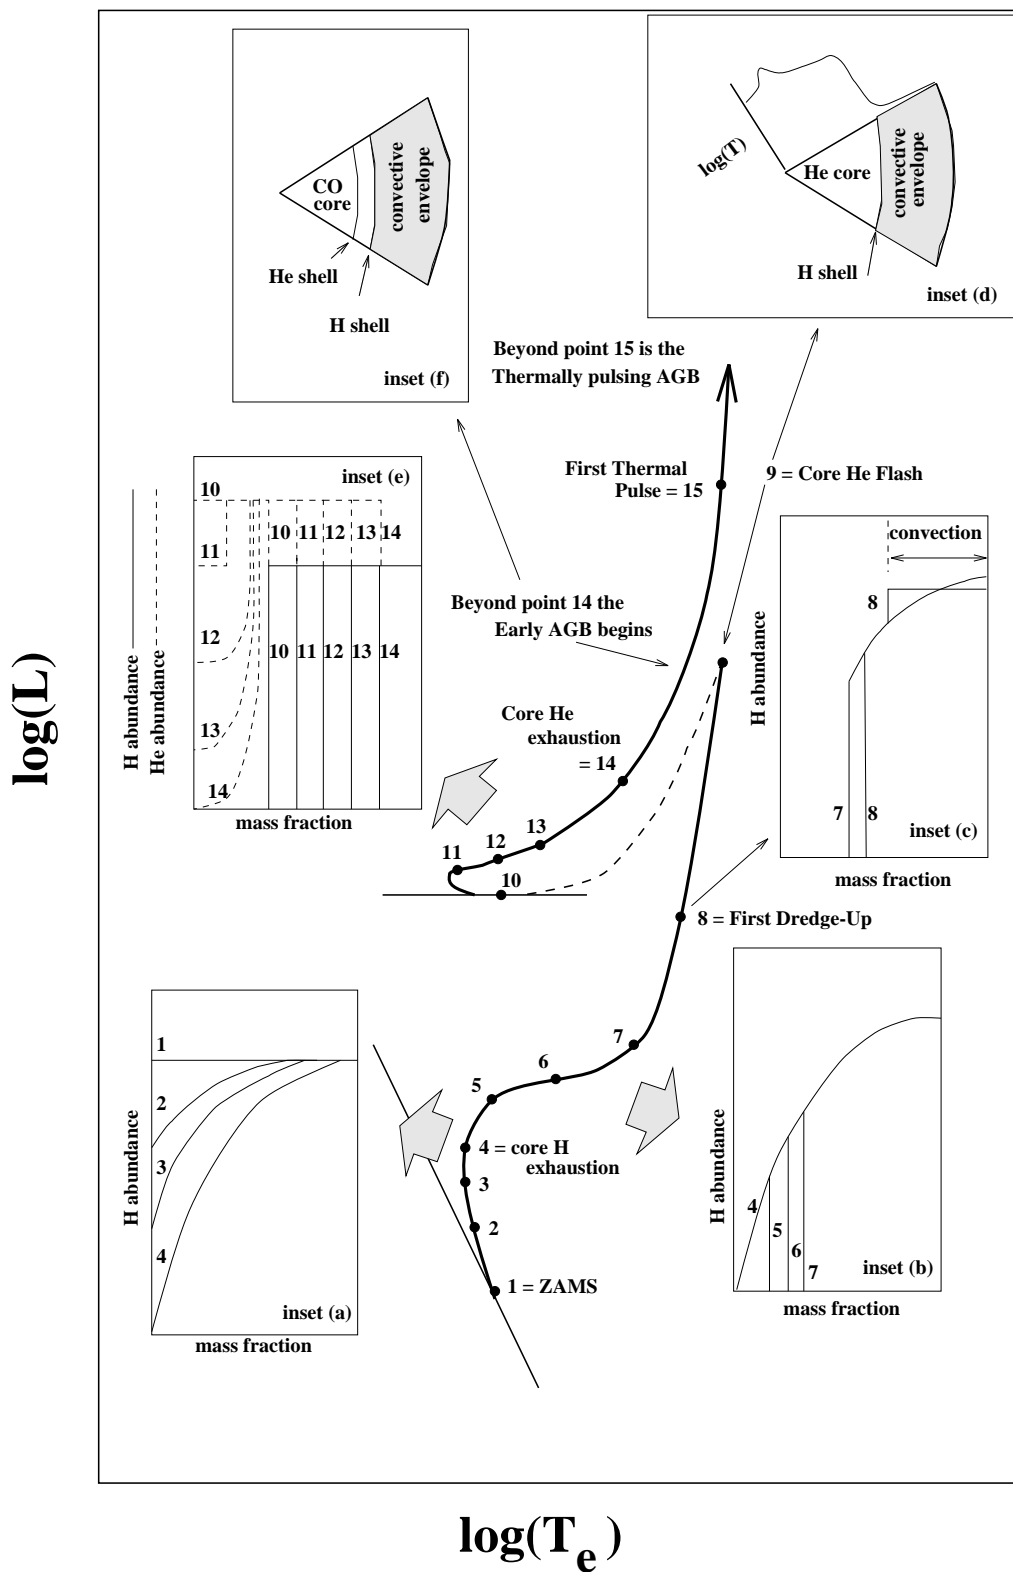 CO
core
convective
envelope
He shell
H shell
inset (f)
log(T)
He core
convective
envelope
H shell
inset (d)
Beyond point 15 is the
Thermally pulsing AGB
First Thermal
Pulse = 15
9 = Core He Flash
inset (e)
10
11
12
13
14
10
11
12
13
14
10
11
12
13
14
H abundance
He abundance
mass fraction
Beyond point 14 the
Early AGB begins
Core He
exhaustion
= 14
13
12
11
10
convection
8
7
8
H abundance
inset (c)
mass fraction
8 = First Dredge-Up
7
6
5
4 = core H
exhaustion
3
2
1 = ZAMS
1
2
3
4
H abundance
inset (a)
mass fraction
4
5
6
7
H abundance
inset (b)
mass fraction
log(L)
log(Te)